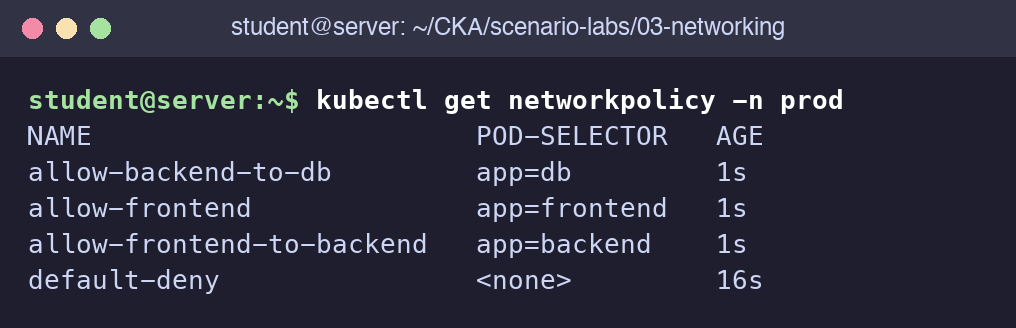 student@server: ~/CKA/scenario-labs/03-networking
student@server:~$ kubectl get networkpolicy -n prod
NAME                        POD-SELECTOR   AGE
allow-backend-to-db         app=db         1s
allow-frontend              app=frontend   1s
allow-frontend-to-backend   app=backend    1s
default-deny                <none>         16s